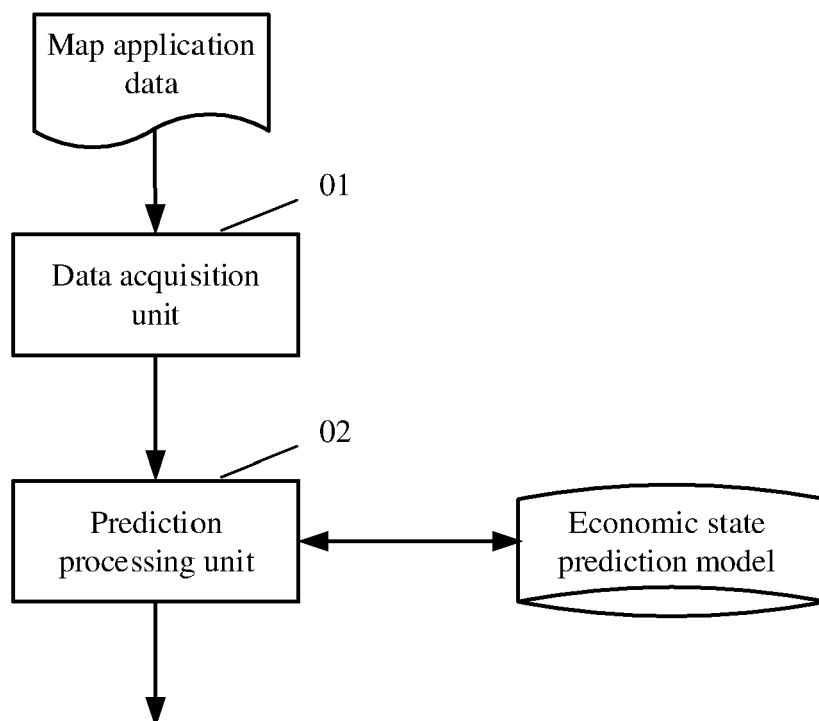 Map application
data
01
Data acquisition
unit
02
Prediction
processing unit
Economic state
prediction model